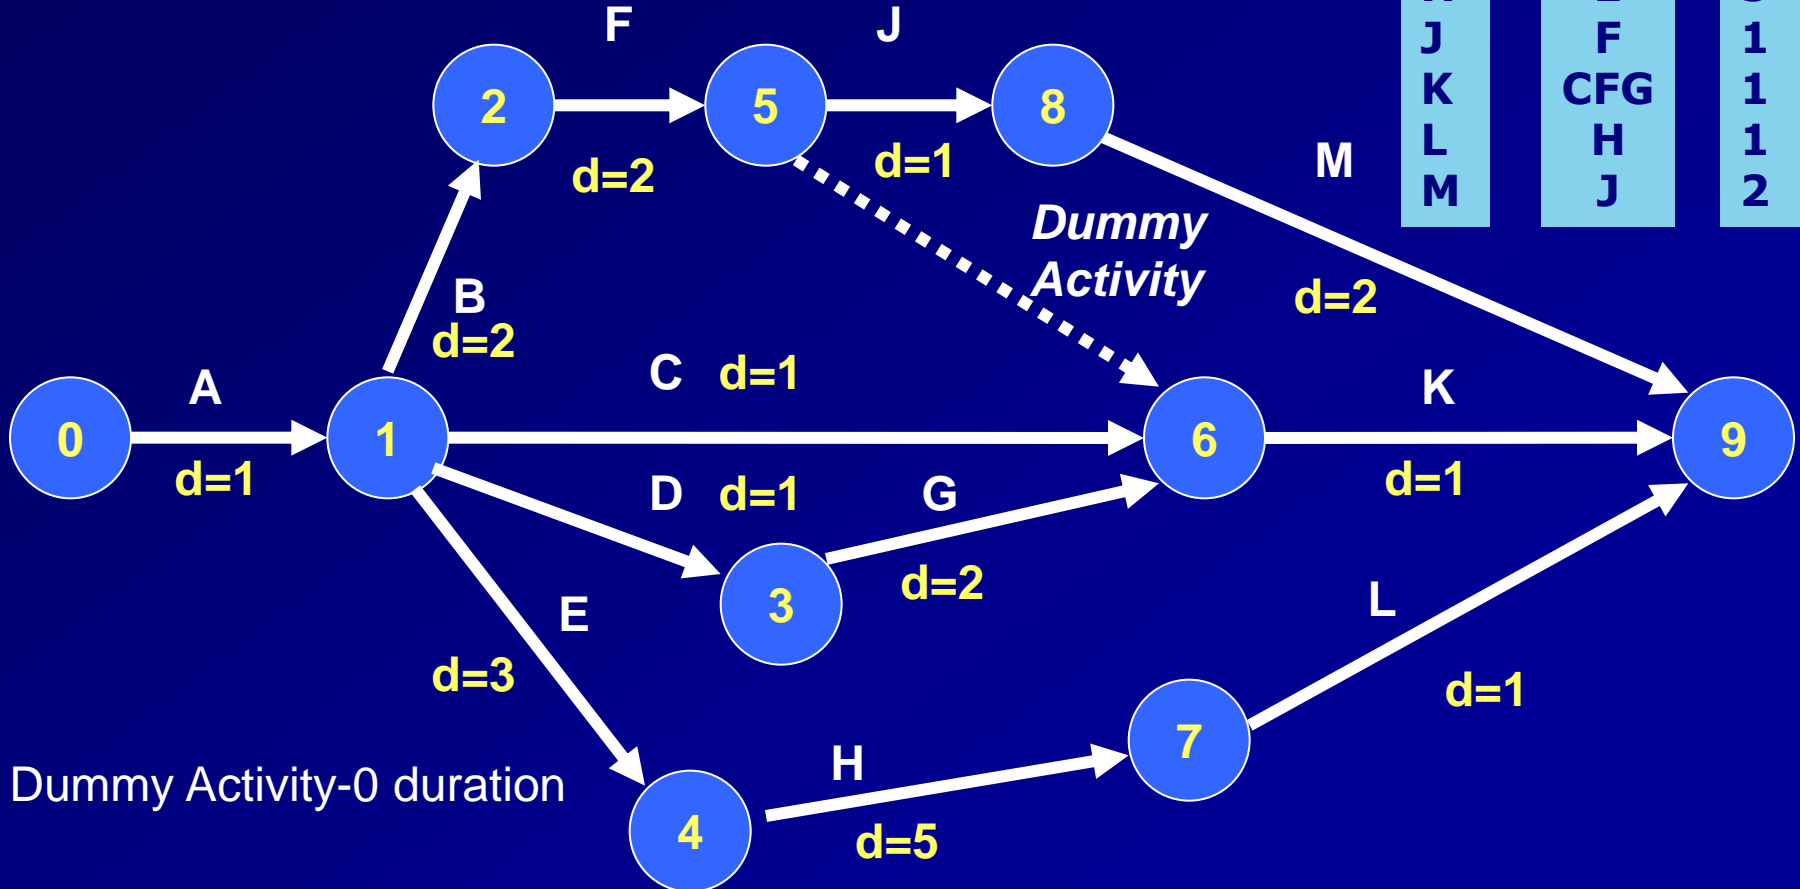 F
J
J F 1
2
5
8
K CFG 1
L H 1
M
d=2
d=1
M J 2
Dummy
Activity
B
d=2
d=2
C d=1
A
K
0
1
6
9
d=1
D d=1
G
d=1
d=2
3
L
E
d=3
d=1
7
H
Dummy Activity-0 duration
4
d=5